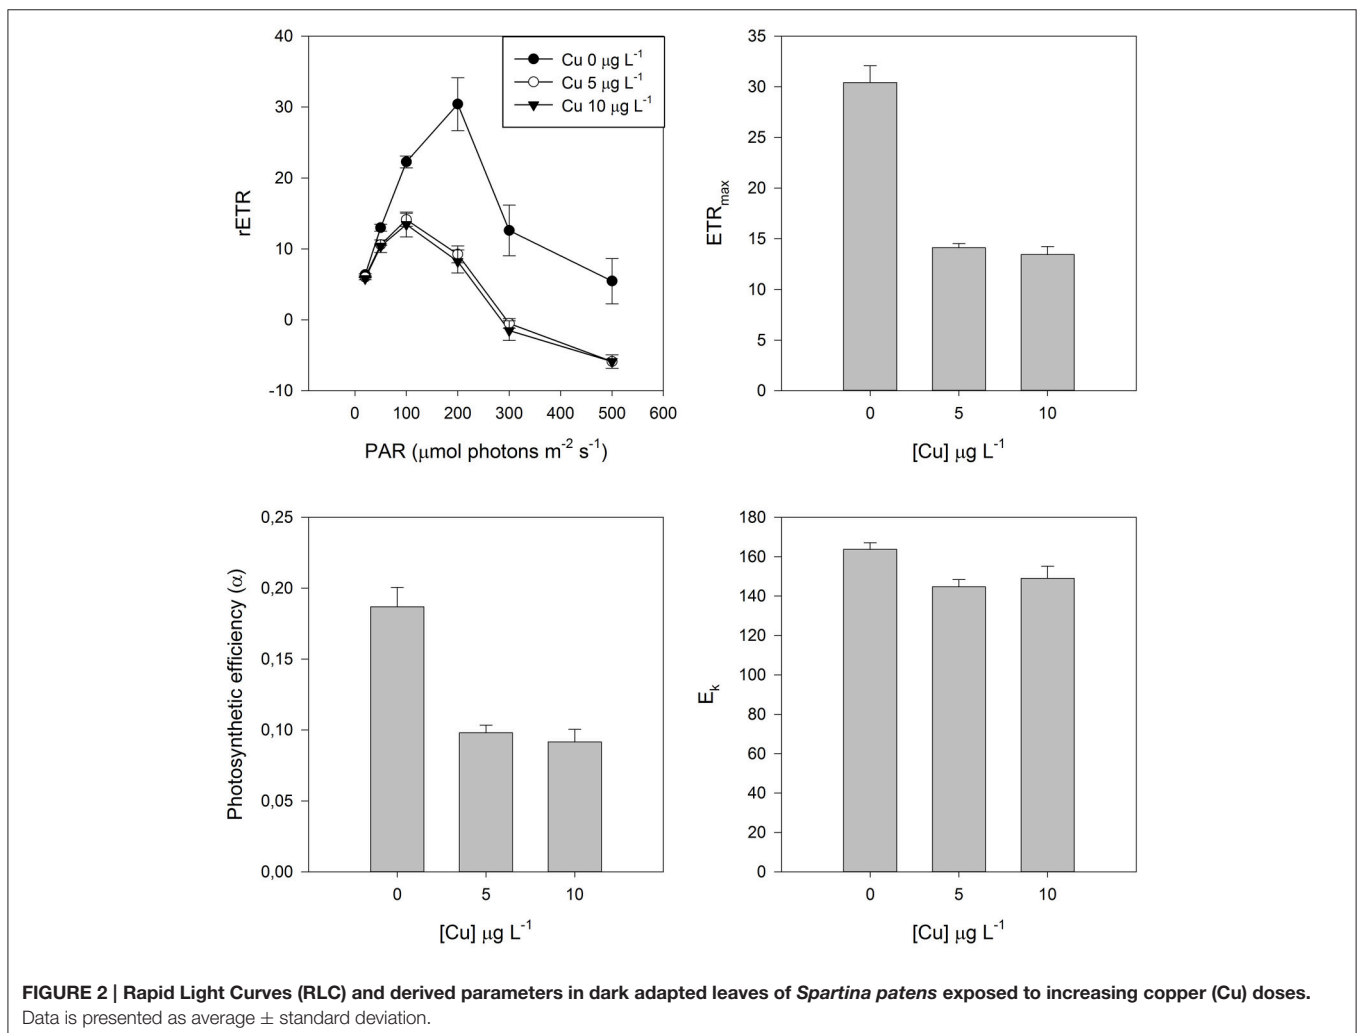 40
30
20
10
0
-10
rETR
Cu 0 μg L⁻¹
Cu 5 μg L⁻¹
Cu 10 μg L⁻¹
0 100 200 300 400 500 600
PAR (μmol photons m⁻² s⁻¹)
35
30
25
20
15
10
5
0
ETRmax
0 5 10
[Cu] μg L⁻¹
0,25
0,20
0,15
0,10
0,05
0,00
Photosynthetic efficiency (α)
0 5 10
[Cu] μg L⁻¹
180
160
140
120
100
80
60
40
20
0
Ek
0 5 10
[Cu] μg L⁻¹
FIGURE 2 | Rapid Light Curves (RLC) and derived parameters in dark adapted leaves of Spartina patens exposed to increasing copper (Cu) doses.
Data is presented as average ± standard deviation.